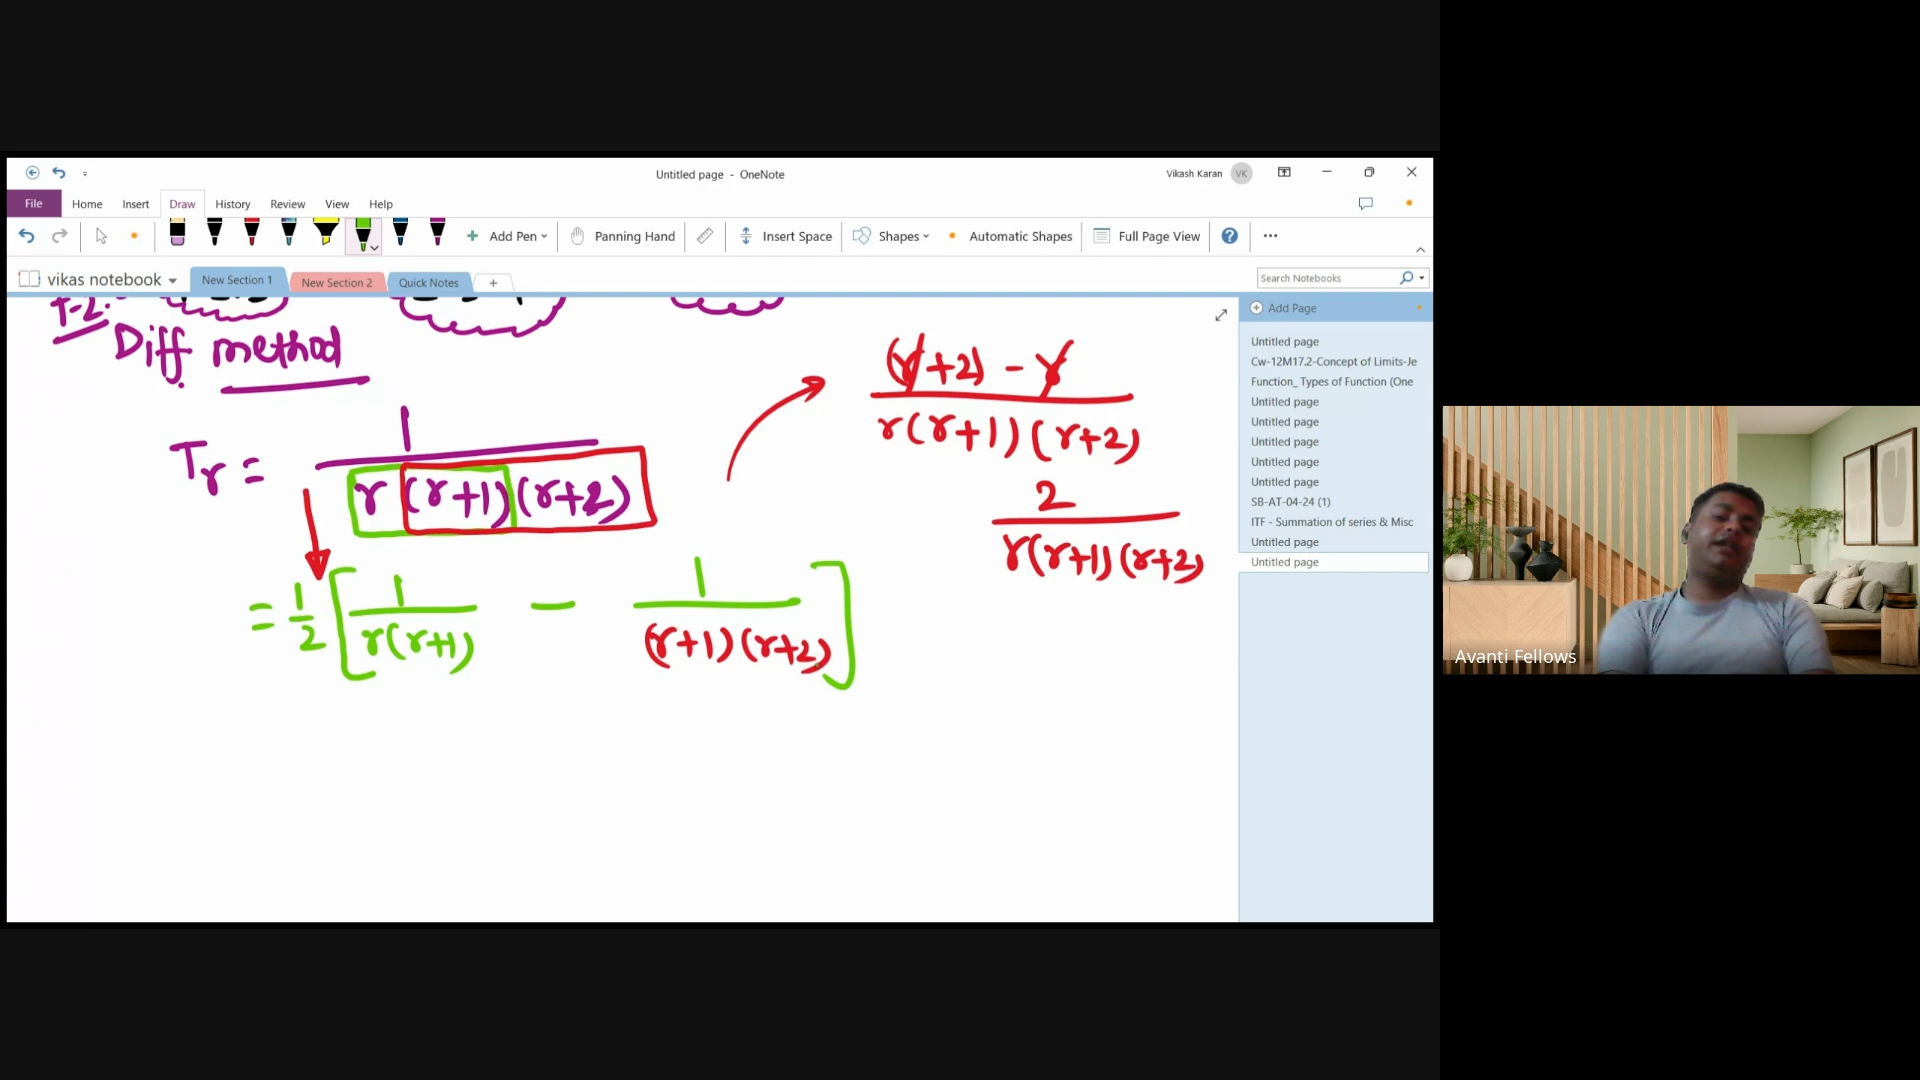 Untitled page - OneNote
Vikash Karan VK
File Home Insert Draw History Review View Help
+ Add Pen Panning Hand Insert Space Shapes Automatic Shapes Full Page View ? ...
vikas notebook New Section 1 New Section 2 Quick Notes +
Search Notebooks
Add Page
Untitled page
Cw-12M17.2-Concept of Limits-Je
Function_ Types of Function (One
Untitled page
Untitled page
Untitled page
Untitled page
Untitled page
SB-AT-04-24 (1)
ITF - Summation of series & Misc
Untitled page
Untitled page
Diff. method
Tr = 1 / r(r+1)(r+2)
(r+2) - r / r(r+1)(r+2)
2 / r(r+1)(r+2)
= 1/2 [ 1 / r(r+1) - 1 / (r+1)(r+2) ]
Avanti Fellows